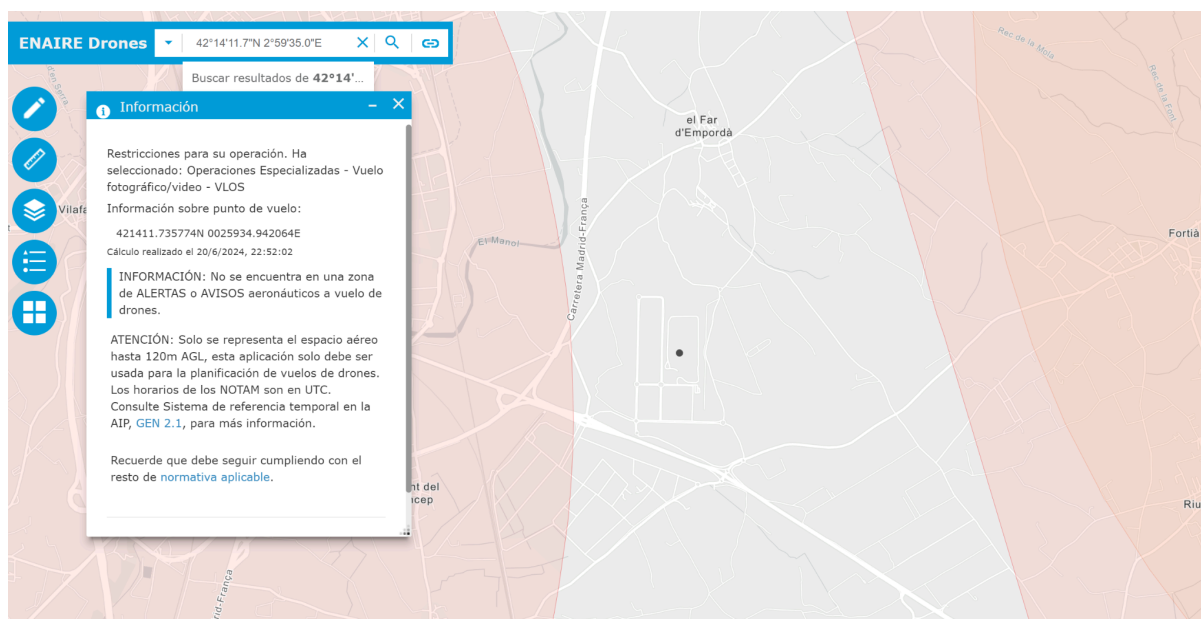 ENAIRE Drones
42°14'11.7"N 2°59'35.0"E
Buscar resultados de 42°14'...
Información
Restricciones para su operación. Ha
seleccionado: Operaciones Especializadas - Vuelo
fotográfico/video - VLOS
Información sobre punto de vuelo:
421411.735774N 0025934.942064E
Cálculo realizado el 20/6/2024, 22:52:02
INFORMACIÓN: No se encuentra en una zona
de ALERTAS o AVISOS aeronáuticos a vuelo de
drones.
ATENCIÓN: Solo se representa el espacio aéreo
hasta 120m AGL, esta aplicación solo debe ser
usada para la planificación de vuelos de drones.
Los horarios de los NOTAM son en UTC.
Consulte Sistema de referencia temporal en la
AIP, GEN 2.1, para más información.
Recuerde que debe seguir cumpliendo con el
resto de normativa aplicable.
Vilafa
nt del
ncep
rid-França
El Manol
Carretera Madrid-França
el Far
d'Empordà
Rec de la Mola
Rec de la Font
Fortià
Riu